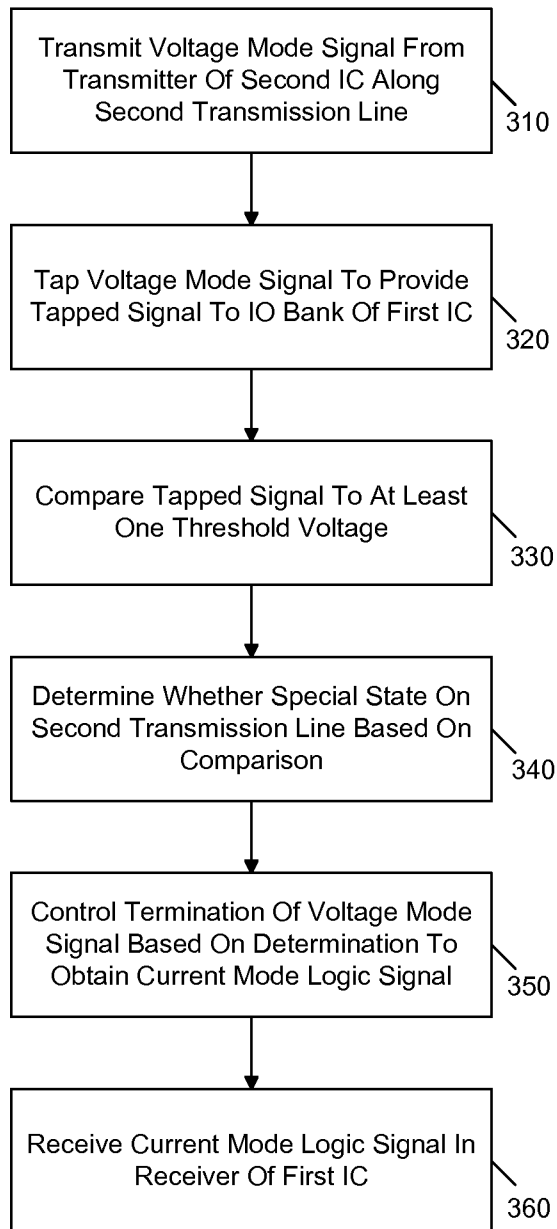 Transmit Voltage Mode Signal From
Transmitter Of Second IC Along
Second Transmission Line
310
Tap Voltage Mode Signal To Provide
Tapped Signal To IO Bank Of First IC
320
Compare Tapped Signal To At Least
One Threshold Voltage
330
Determine Whether Special State On
Second Transmission Line Based On
Comparison
340
Control Termination Of Voltage Mode
Signal Based On Determination To
Obtain Current Mode Logic Signal
350
Receive Current Mode Logic Signal In
Receiver Of First IC
360